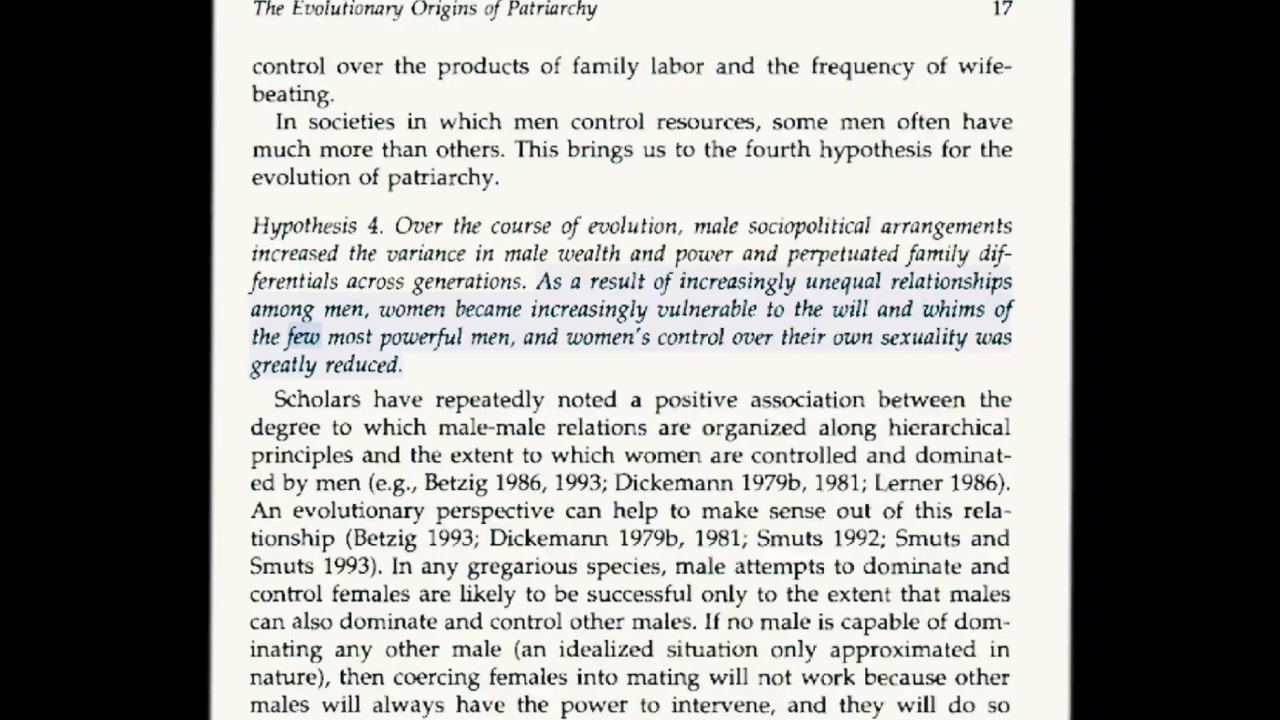 The Evolutionary Origins of Patriarchy 17
control over the products of family labor and the frequency of wife-
beating.
In societies in which men control resources, some men often have
much more than others. This brings us to the fourth hypothesis for the
evolution of patriarchy.
Hypothesis 4. Over the course of evolution, male sociopolitical arrangements
increased the variance in male wealth and power and perpetuated family dif-
ferentials across generations. As a result of increasingly unequal relationships
among men, women became increasingly vulnerable to the will and whims of
the few most powerful men, and women's control over their own sexuality was
greatly reduced.
Scholars have repeatedly noted a positive association between the
degree to which male-male relations are organized along hierarchical
principles and the extent to which women are controlled and dominat-
ed by men (e.g., Betzig 1986, 1993; Dickemann 1979b, 1981; Lerner 1986).
An evolutionary perspective can help to make sense out of this rela-
tionship (Betzig 1993; Dickemann 1979b, 1981; Smuts 1992; Smuts and
Smuts 1993). In any gregarious species, male attempts to dominate and
control females are likely to be successful only to the extent that males
can also dominate and control other males. If no male is capable of dom-
inating any other male (an idealized situation only approximated in
nature), then coercing females into mating will not work because other
males will always have the power to intervene, and they will do so